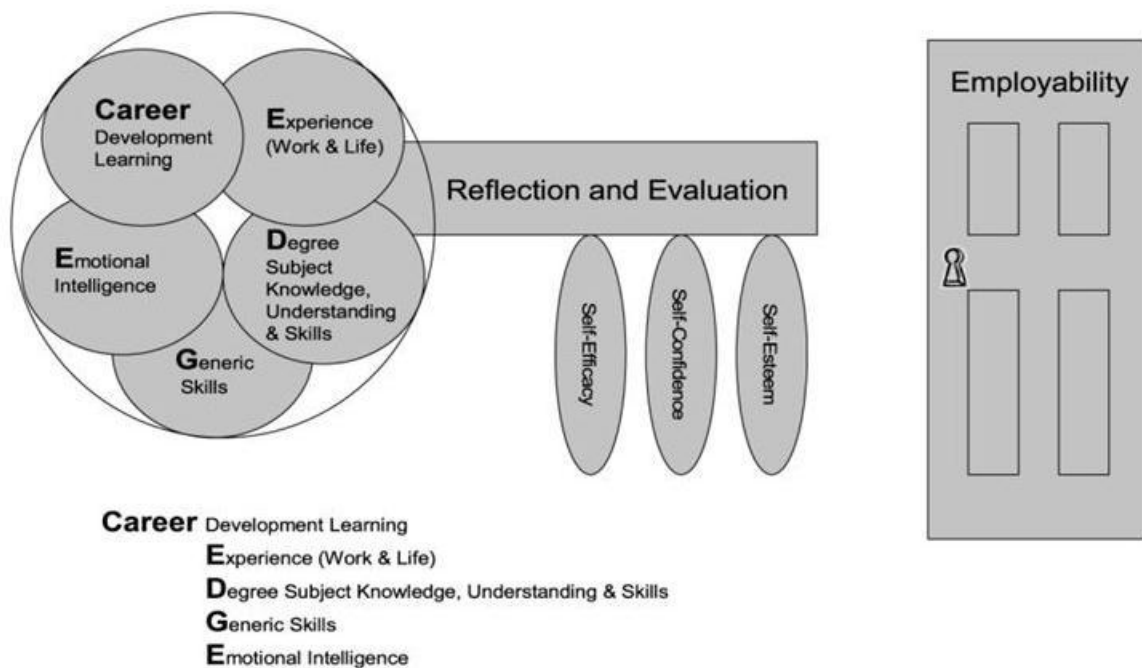 Career
Development
Learning
Experience
(Work & Life)
Emotional
Intelligence
Degree
Subject
Knowledge,
Understanding
& Skills
Generic
Skills
Reflection and Evaluation
Self-Efficacy
Self-Confidence
Self-Esteem
Employability
Career Development Learning
Experience (Work & Life)
Degree Subject Knowledge, Understanding & Skills
Generic Skills
Emotional Intelligence